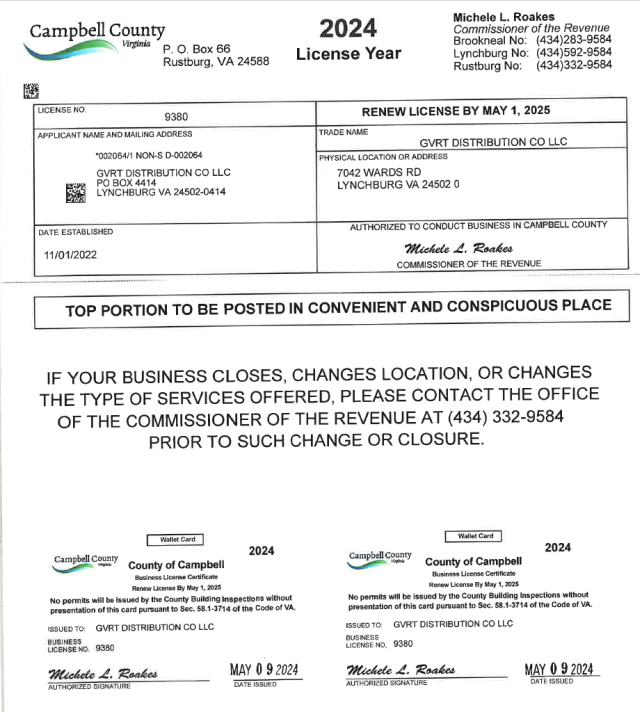 Campbell County
Virginia
P. O. Box 66
Rustburg, VA 24588
2024
License Year
Michele L. Roakes
Commissioner of the Revenue
Brookneal No: (434)283-9584
Lynchburg No: (434)592-9584
Rustburg No: (434)332-9584
LICENSE NO.
9380
RENEW LICENSE BY MAY 1, 2025
APPLICANT NAME AND MAILING ADDRESS
*002064/1 NON-S D-002064
GVRT DISTRIBUTION CO LLC
PO BOX 4414
LYNCHBURG VA 24502-0414
TRADE NAME
GVRT DISTRIBUTION CO LLC
PHYSICAL LOCATION OR ADDRESS
7042 WARDS RD
LYNCHBURG VA 24502 0
DATE ESTABLISHED
11/01/2022
AUTHORIZED TO CONDUCT BUSINESS IN CAMPBELL COUNTY
Michele L. Roakes
COMMISSIONER OF THE REVENUE
TOP PORTION TO BE POSTED IN CONVENIENT AND CONSPICUOUS PLACE
IF YOUR BUSINESS CLOSES, CHANGES LOCATION, OR CHANGES
THE TYPE OF SERVICES OFFERED, PLEASE CONTACT THE OFFICE
OF THE COMMISSIONER OF THE REVENUE AT (434) 332-9584
PRIOR TO SUCH CHANGE OR CLOSURE.
Wallet Card
2024
Campbell County
Virginia
County of Campbell
Business License Certificate
Renew License By May 1, 2025
No permits will be issued by the County Building Inspections without
presentation of this card pursuant to Sec. 58.1-3714 of the Code of VA.
ISSUED TO: GVRT DISTRIBUTION CO LLC
BUSINESS
LICENSE NO. 9380
Michele L. Roakes
AUTHORIZED SIGNATURE
MAY 09 2024
DATE ISSUED
Wallet Card
2024
Campbell County
Virginia
County of Campbell
Business License Certificate
Renew License By May 1, 2025
No permits will be issued by the County Building Inspections without
presentation of this card pursuant to Sec. 58.1-3714 of the Code of VA.
ISSUED TO: GVRT DISTRIBUTION CO LLC
BUSINESS
LICENSE NO. 9380
Michele L. Roakes
AUTHORIZED SIGNATURE
MAY 09 2024
DATE ISSUED